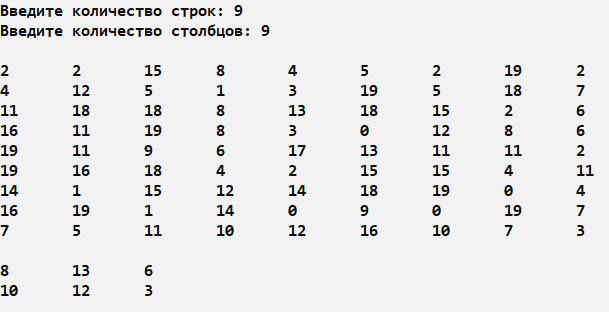 Введите количество строк: 9
Введите количество столбцов: 9
2 2 15 8 4 5 2 19 2
4 12 5 1 3 19 5 18 7
11 18 18 8 13 18 15 2 6
16 11 19 8 3 0 12 8 6
19 11 9 6 17 13 11 11 2
19 16 18 4 2 15 15 4 11
14 1 15 12 14 18 19 0 4
16 19 1 14 0 9 0 19 7
7 5 11 10 12 16 10 7 3
8 13 6
10 12 3